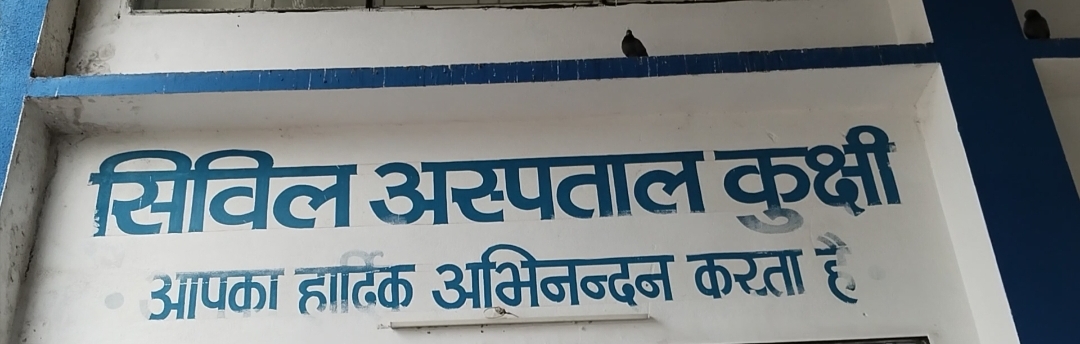 सिविल अस्पताल कुक्षी
आपका हार्दिक अभिनन्दन करता है